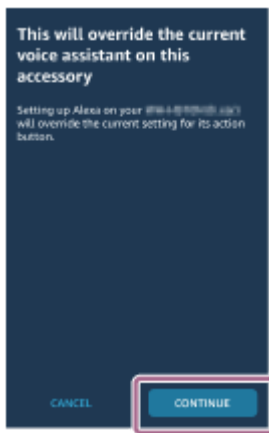 This will override the current
voice assistant on this
accessory
Setting up Alexa on your
will override the current setting for its action
button.
CANCEL
CONTINUE